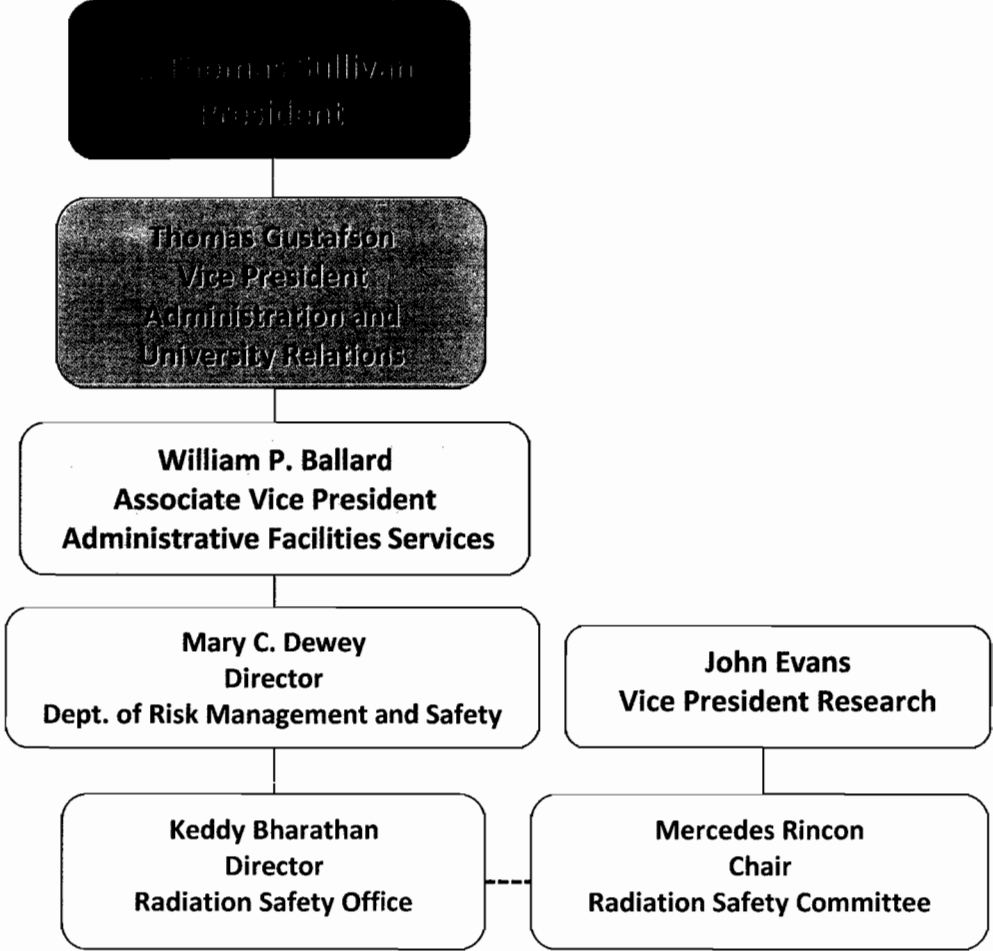 Thomas Sullivan
President
Thomas Gustafson
Vice President
Administration and
University Relations
William P. Ballard
Associate Vice President
Administrative Facilities Services
Mary C. Dewey
Director
Dept. of Risk Management and Safety
John Evans
Vice President Research
Keddy Bharathan
Director
Radiation Safety Office
Mercedes Rincon
Chair
Radiation Safety Committee